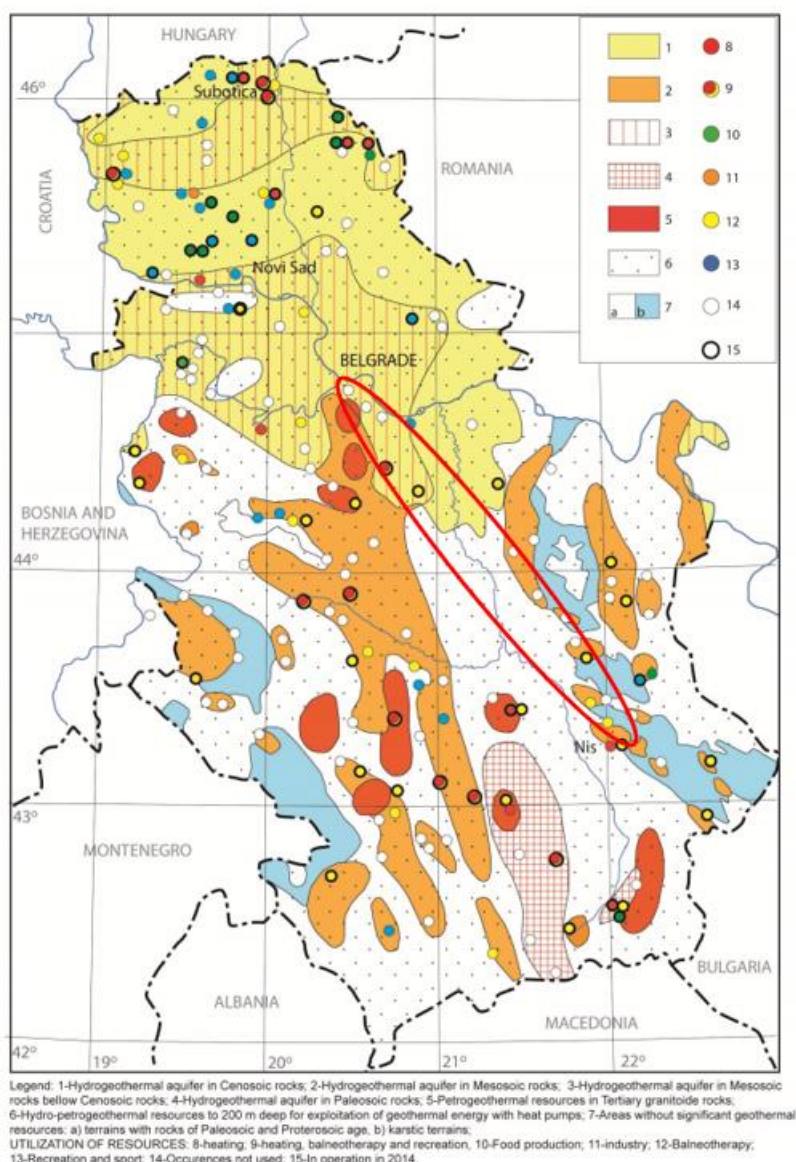 HUNGARY
46°
Subotica
ROMANIA
CROATIA
Novi Sad
BELGRADE
BOSNIA AND
HERZEGOVINA
44°
Nis
43°
MONTENEGRO
BULGARIA
ALBANIA
MACEDONIA
42°
19°
20°
21°
22°
1
2
3
4
5
6
a
b
7
8
9
10
11
12
13
14
15
Legend: 1-Hydrogeothermal aquifer in Cenosoic rocks; 2-Hydrogeothermal aquifer in Mesosoic rocks; 3-Hydrogeothermal aquifer in Mesosoic
rocks bellow Cenosoic rocks; 4-Hydrogeothermal aquifer in Paleosoic rocks; 5-Petrogeothermal resources in Tertiary granitoide rocks;
6-Hydro-petrogeothermal resources to 200 m deep for exploitation of geothermal energy with heat pumps; 7-Areas without significant geothermal
resources: a) terrains with rocks of Paleosoic and Proterosoic age, b) karstic terrains;
UTILIZATION OF RESOURCES: 8-heating; 9-heating, balneotherapy and recreation, 10-Food production; 11-industry; 12-Balneotherapy;
13-Recreation and sport; 14-Occurences not used; 15-In operation in 2014